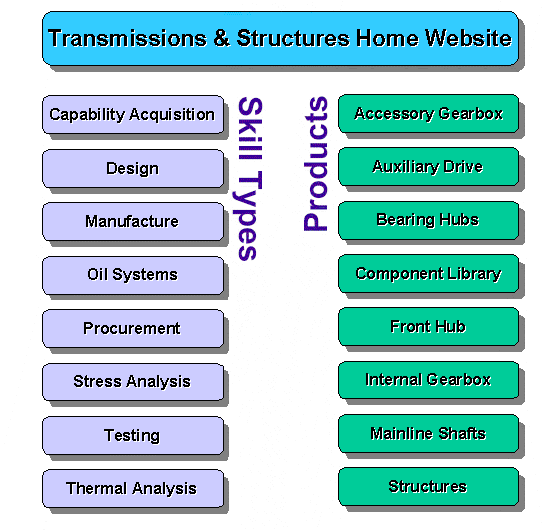 Transmissions & Structures Home Website
Skill Types
Capability Acquisition
Design
Manufacture
Oil Systems
Procurement
Stress Analysis
Testing
Thermal Analysis
Products
Accessory Gearbox
Auxiliary Drive
Bearing Hubs
Component Library
Front Hub
Internal Gearbox
Mainline Shafts
Structures